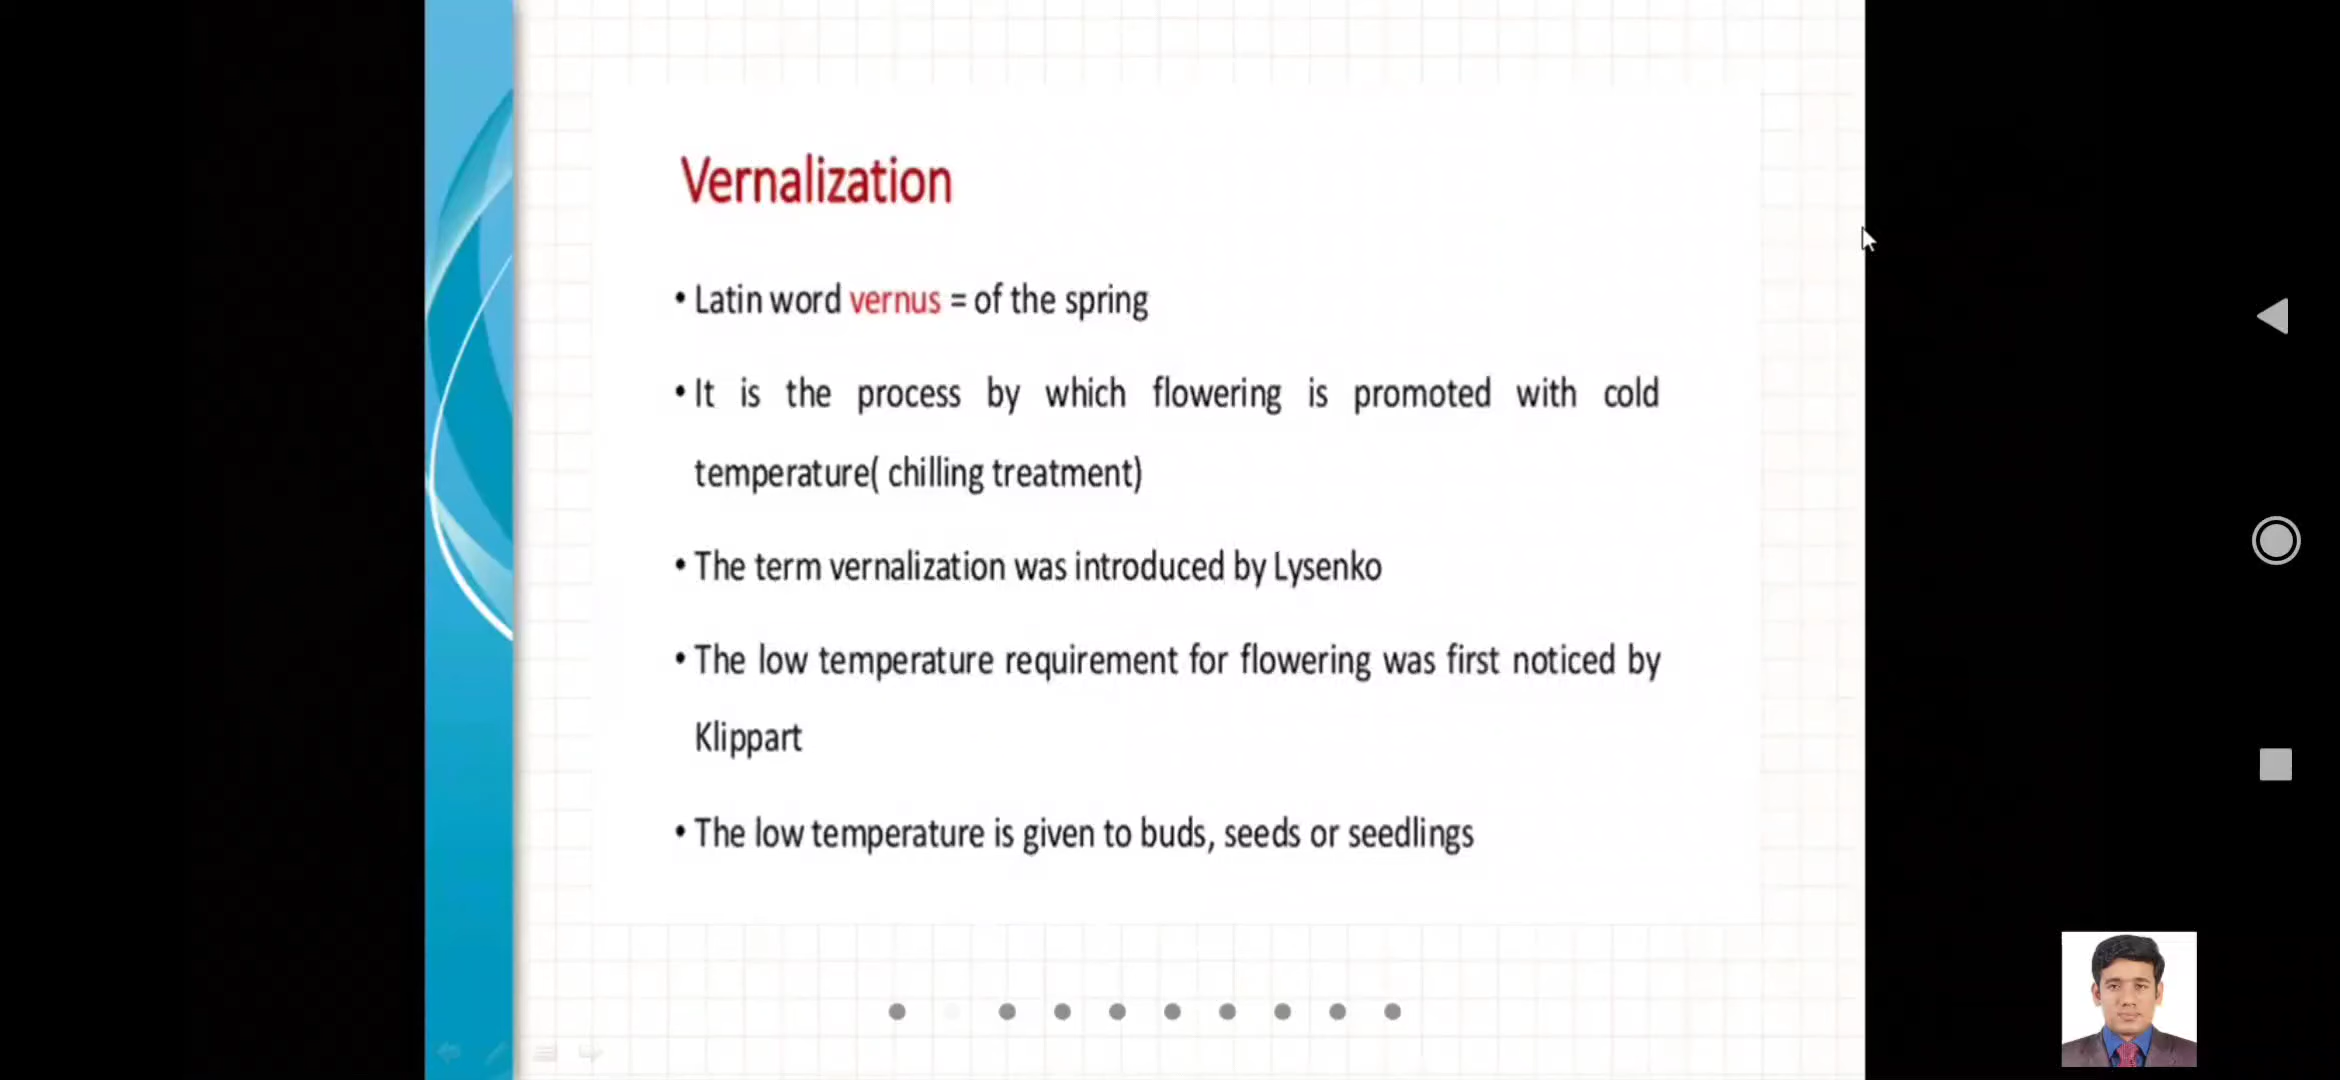 Vernalization
• Latin word vernus = of the spring
• It is the process by which flowering is promoted with cold
temperature( chilling treatment)
• The term vernalization was introduced by Lysenko
• The low temperature requirement for flowering was first noticed by
Klippart
• The low temperature is given to buds, seeds or seedlings